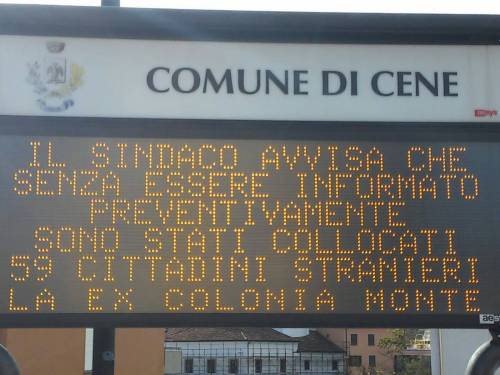 COMUNE DI CENE
IL SINDACO AVVISA CHE
SENZA ESSERE INFORMATO
PREVENTIVAMENTE
SONO STATI COLLOCATI
59 CITTADINI STRANIERI
LA EX COLONIA MONTE